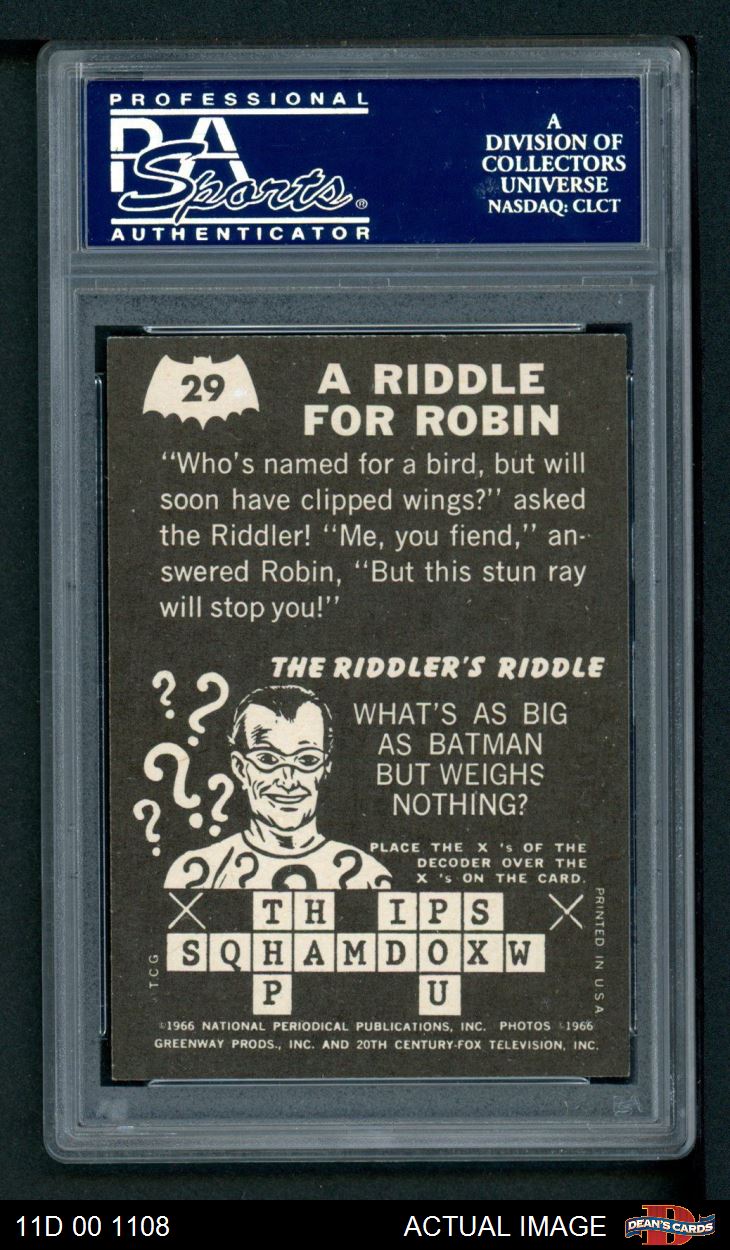 PROFESSIONAL
PSA
Sports®
AUTHENTICATOR
A
DIVISION OF
COLLECTORS
UNIVERSE
NASDAQ: CLCT
29
A RIDDLE
FOR ROBIN
“Who's named for a bird, but will
soon have clipped wings?” asked
the Riddler! “Me, you fiend,” an-
swered Robin, “But this stun ray
will stop you!”
THE RIDDLER'S RIDDLE
? ?
? ?
?
WHAT'S AS BIG
AS BATMAN
BUT WEIGHS
NOTHING?
PLACE THE X 's OF THE
DECODER OVER THE
X 's ON THE CARD.
? ? ? ?
X T H I P S X
S Q H A M D O X W
P U
T.C.G.
PRINTED IN U.S.A.
©1966 NATIONAL PERIODICAL PUBLICATIONS, INC. PHOTOS ©1966
GREENWAY PRODS., INC. AND 20TH CENTURY-FOX TELEVISION, INC.
PSA
11D 00 1108
ACTUAL IMAGE
D
DEAN'S CARDS